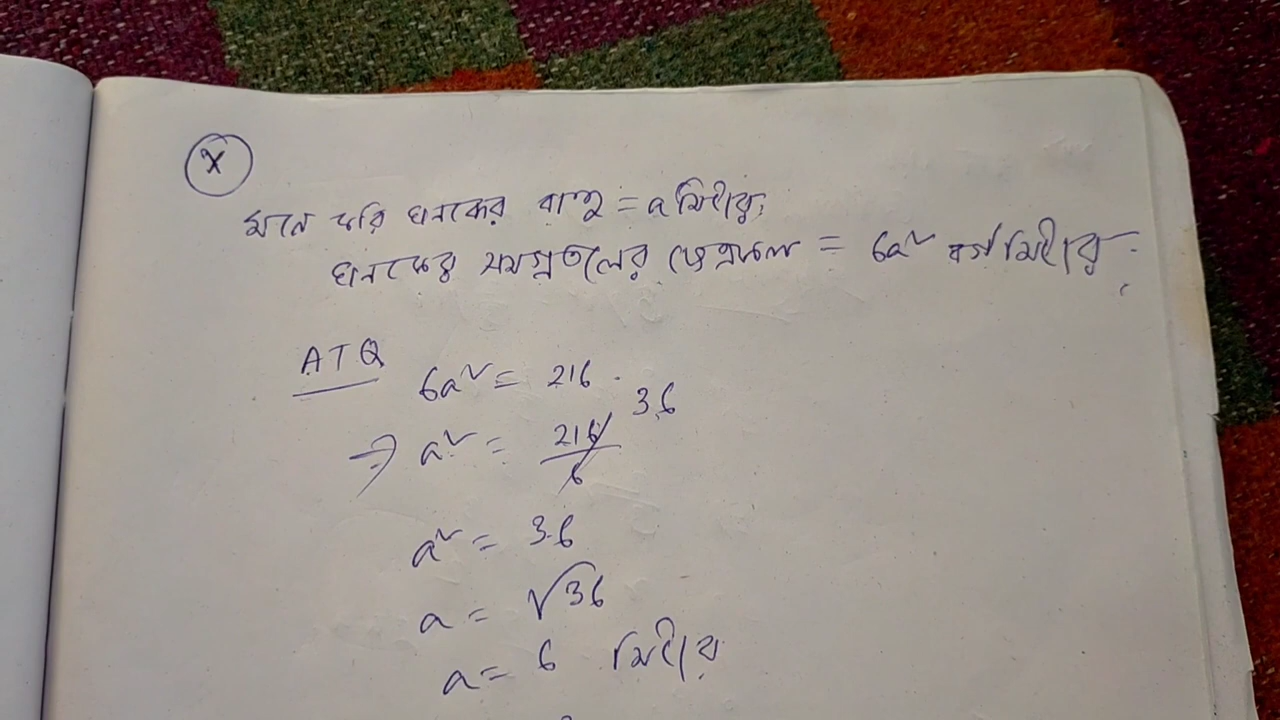 X
মনে করি ঘনকের বাহু = a মিটার,
ঘনকের সমগ্রতলের ক্ষেত্রফল = 6a² বর্গমিটার
ATQ
6a² = 216
⇒ a² = 216/6 36
a² = 36
a = √36
a = 6 মিটার